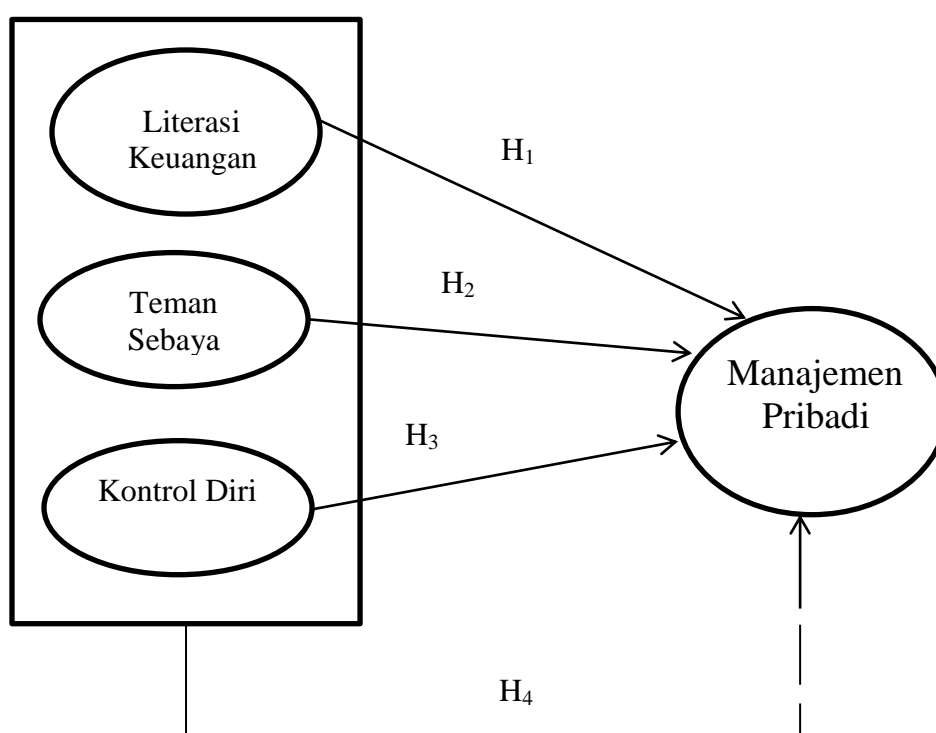 Literasi
Keuangan
H₁
Teman
Sebaya
H₂
Manajemen
Pribadi
Kontrol Diri
H₃
H₄